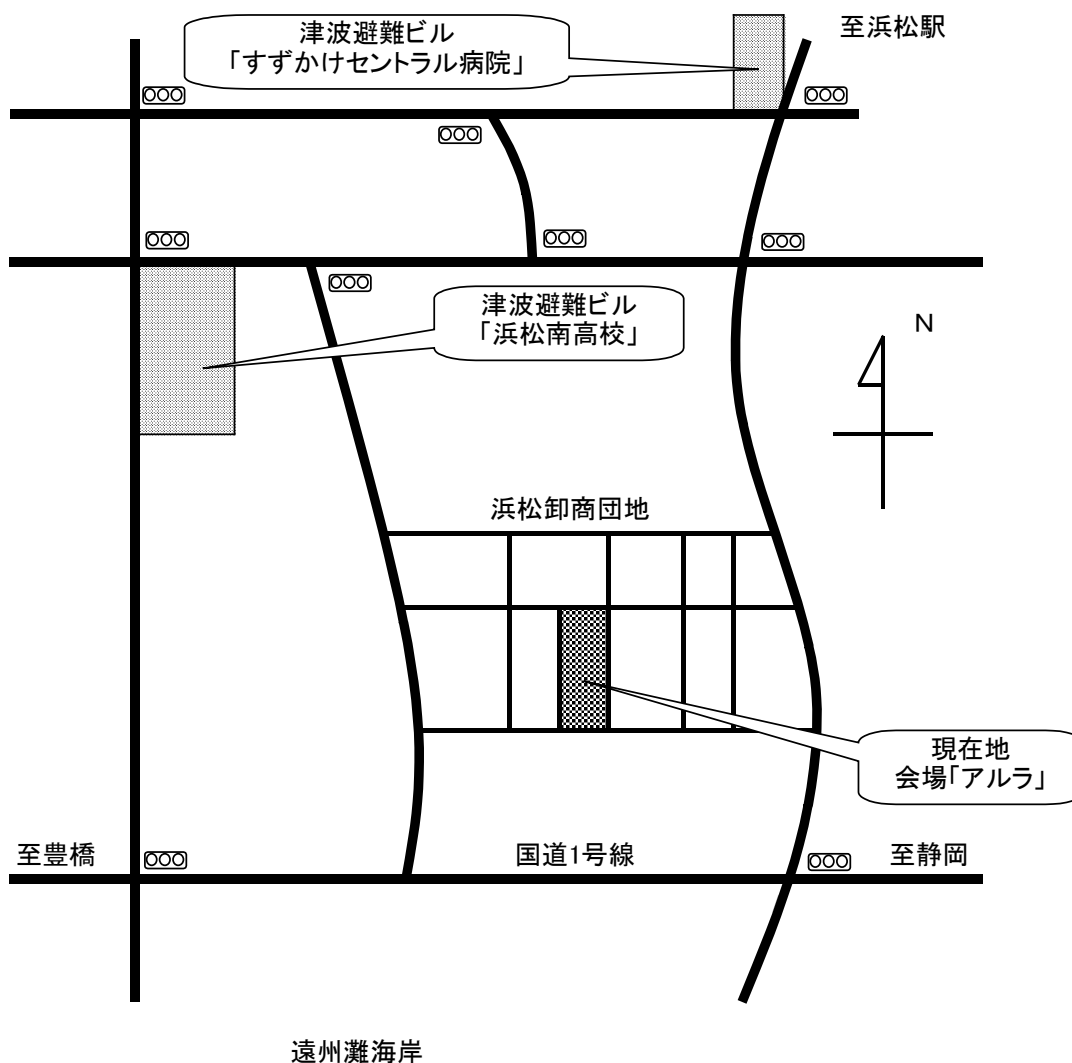 津波避難ビル
「すずかけセントラル病院」
至浜松駅
津波避難ビル
「浜松南高校」
N
浜松卸商団地
現在地
会場「アルラ」
至豊橋
国道1号線
至静岡
遠州灘海岸